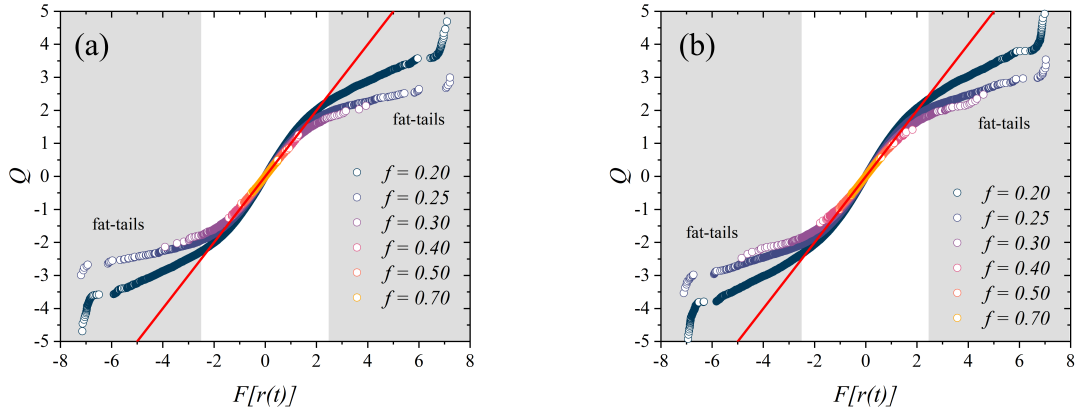 (a)
5
4
3
2
1
0
-1
-2
-3
-4
-5
Q
fat-tails
fat-tails
f = 0.20
f = 0.25
f = 0.30
f = 0.40
f = 0.50
f = 0.70
-8 -6 -4 -2 0 2 4 6 8
F[r(t)]
(b)
5
4
3
2
1
0
-1
-2
-3
-4
-5
Q
fat-tails
fat-tails
f = 0.20
f = 0.25
f = 0.30
f = 0.40
f = 0.50
f = 0.70
-8 -6 -4 -2 0 2 4 6 8
F[r(t)]